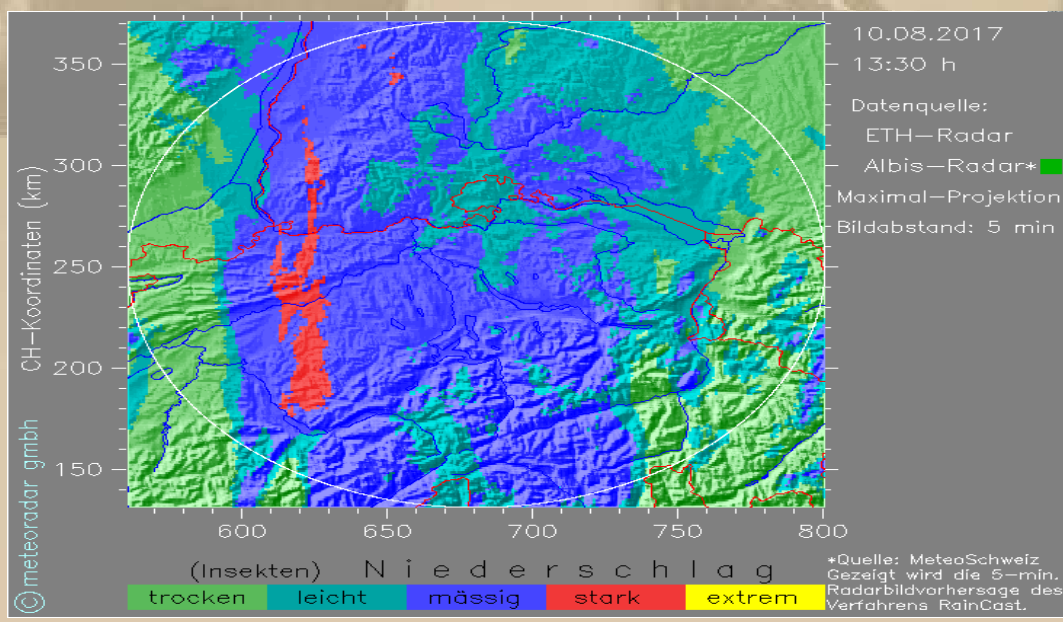 10.08.2017
13:30 h
Datenquelle:
ETH-Radar
Albis-Radar*
Maximal-Projektion
Bildabstand: 5 min
CH-Koordinaten (km)
350
300
250
200
150
600 650 700 750 800
© meteoradar gmbh
(Insekten) Niederschlag
trocken leicht mässig stark extrem
*Quelle: MeteoSchweiz
Gezeigt wird die 5-min.
Radarbildvorhersage des
Verfahrens RainCast.